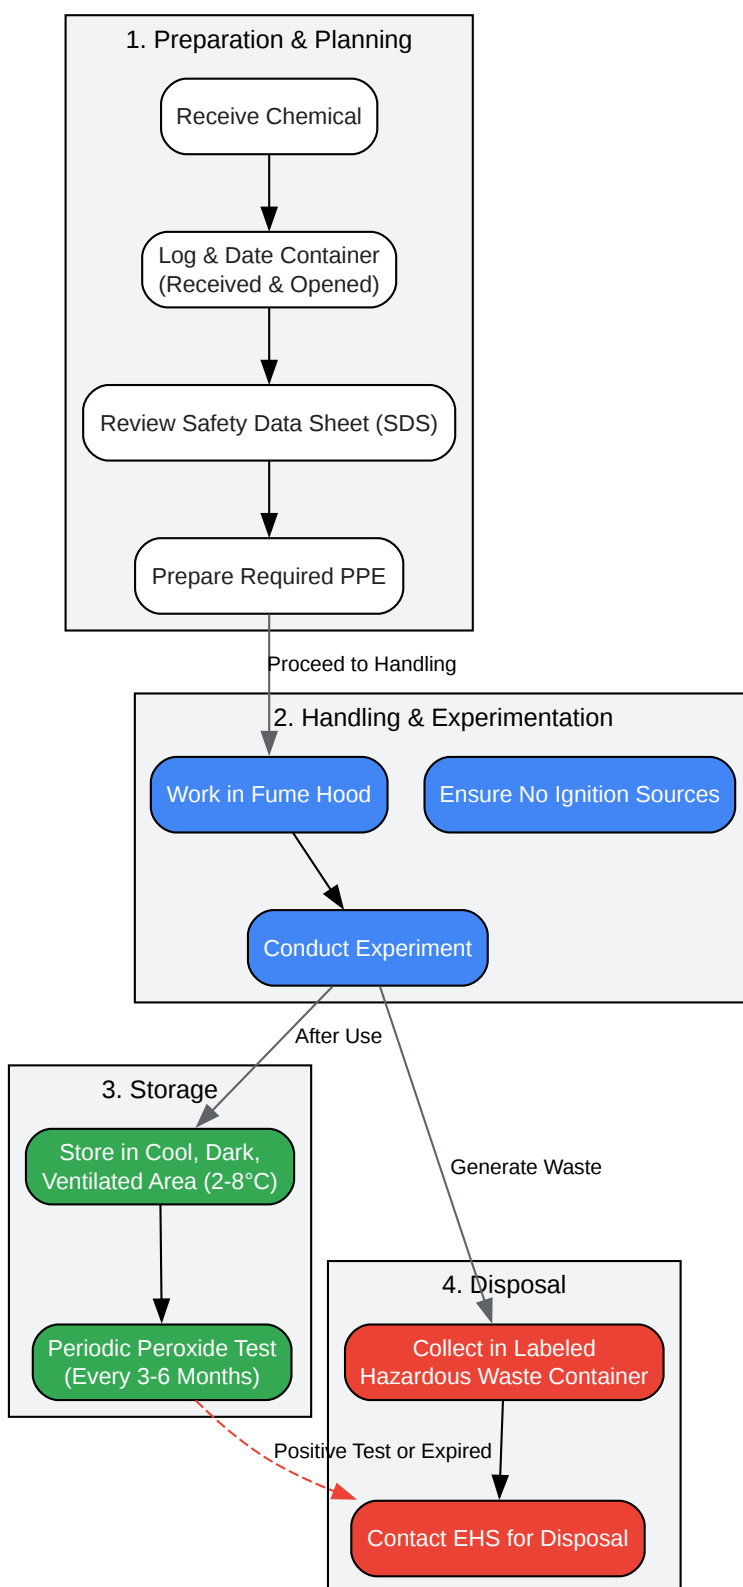 1. Preparation & Planning
Receive Chemical
Log & Date Container
(Received & Opened)
Review Safety Data Sheet (SDS)
Prepare Required PPE
Proceed to Handling
2. Handling & Experimentation
Work in Fume Hood
Ensure No Ignition Sources
Conduct Experiment
After Use
3. Storage
Store in Cool, Dark,
Ventilated Area (2-8°C)
Generate Waste
4. Disposal
Periodic Peroxide Test
(Every 3-6 Months)
Collect in Labeled
Hazardous Waste Container
Positive Test or Expired
Contact EHS for Disposal